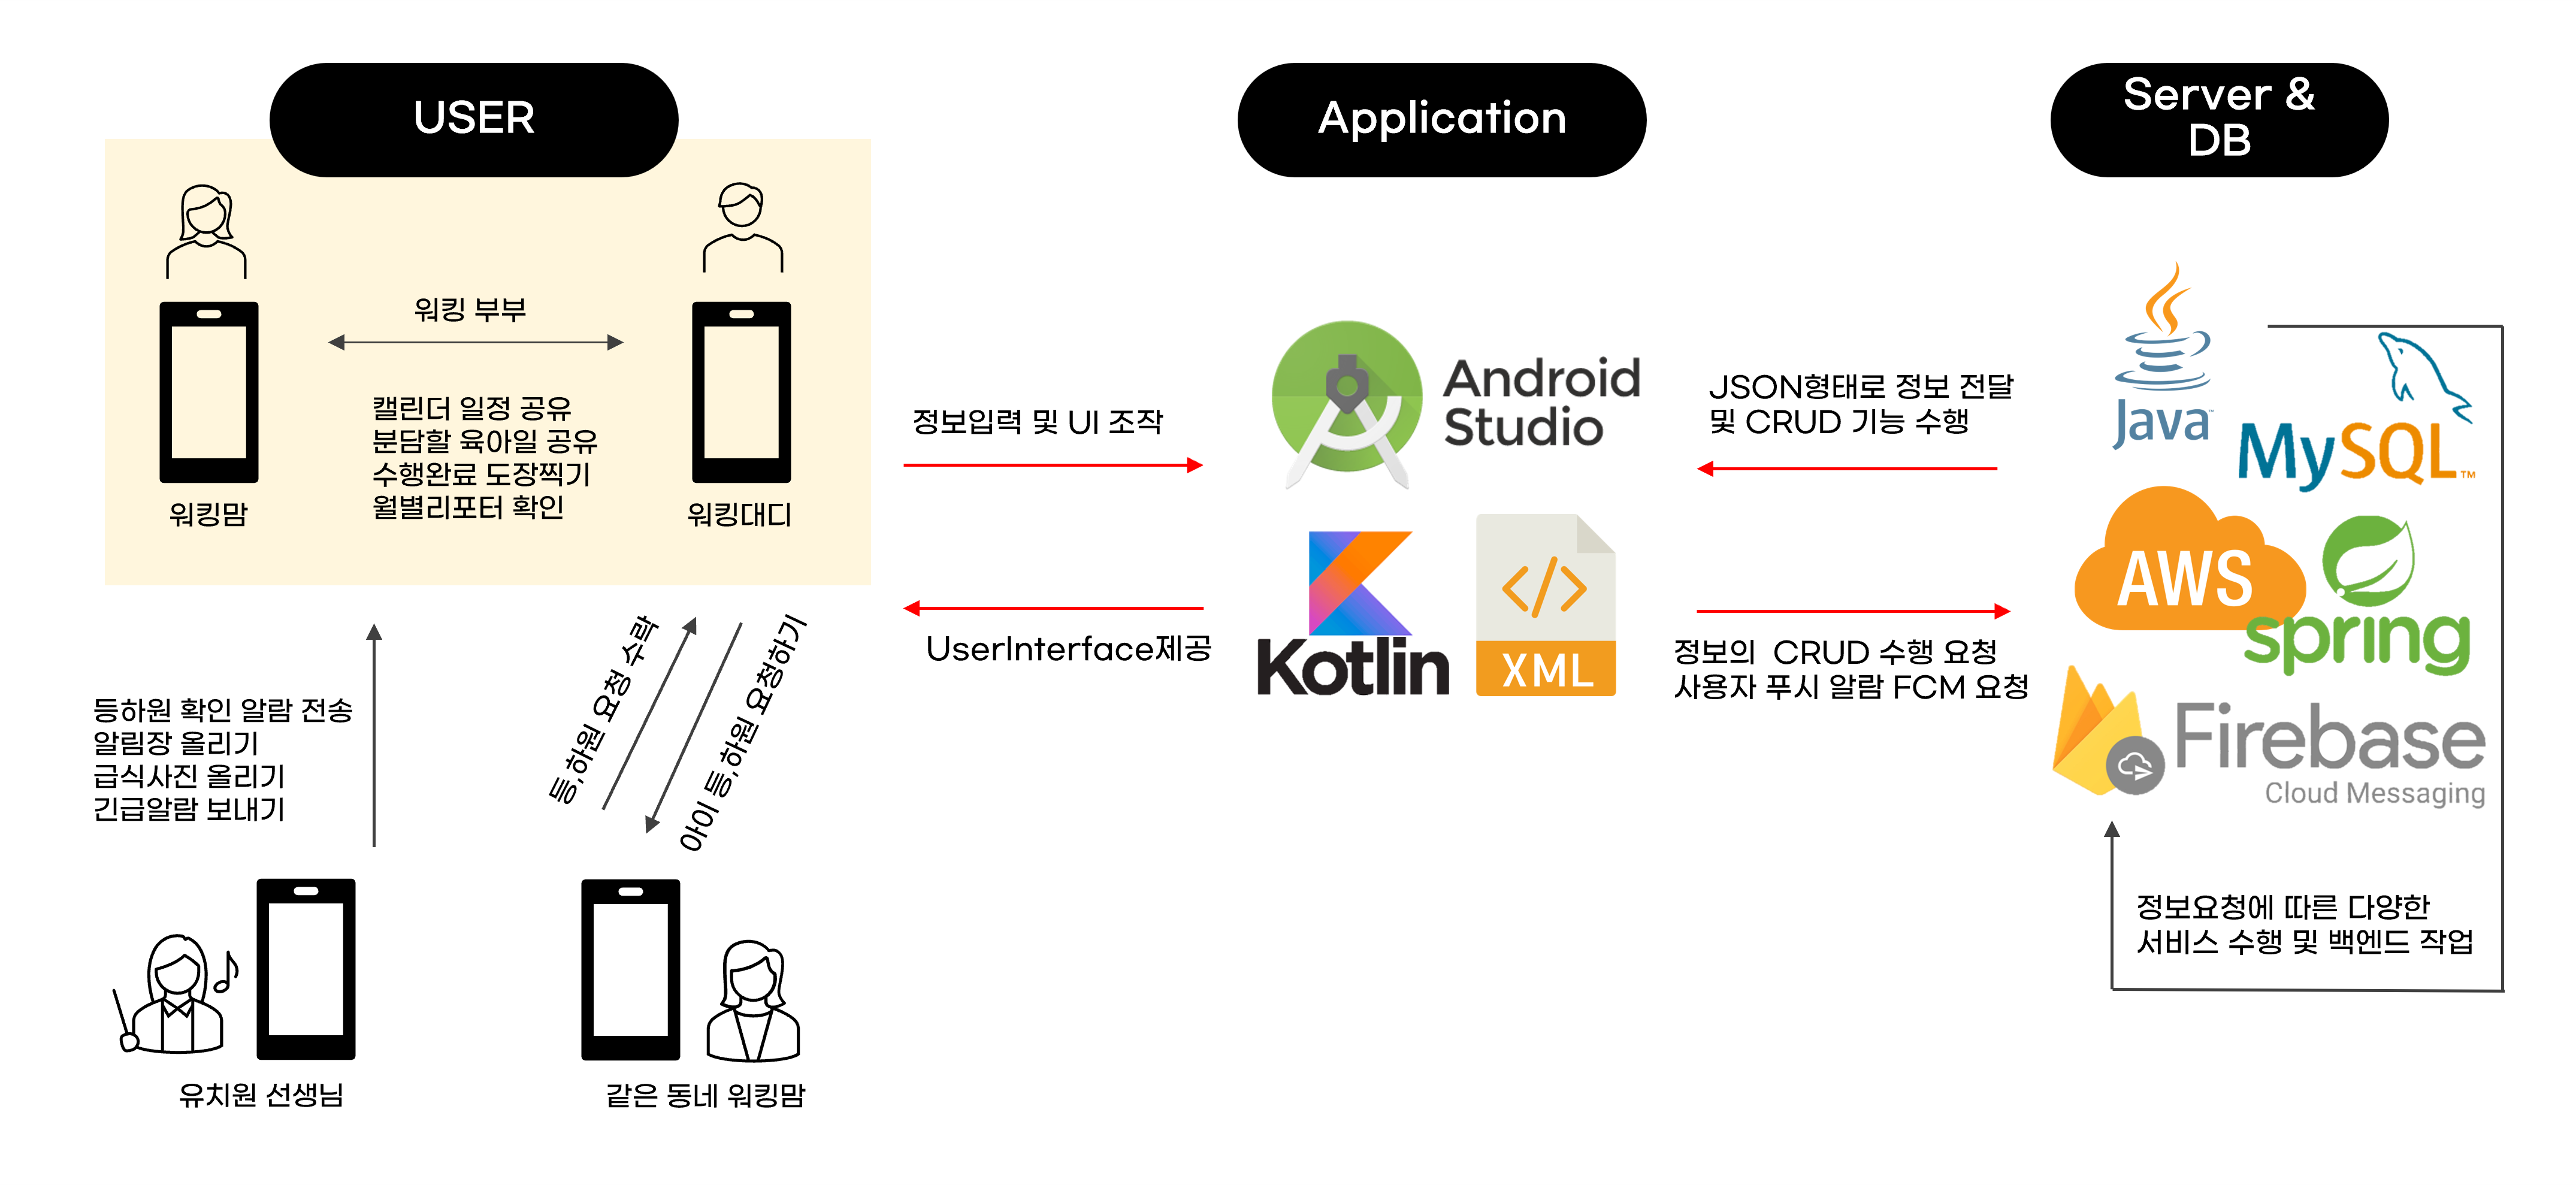 USER
Application
Server &
DB
워킹 부부
캘린더 일정 공유
분담할 육아일 공유
수행완료 도장찍기
월별리포터 확인
워킹맘
워킹대디
정보입력 및 UI 조작
UserInterface제공
Android
Studio
Kotlin
</>
XML
JSON형태로 정보 전달
및 CRUD 기능 수행
정보의 CRUD 수행 요청
사용자 푸시 알람 FCM 요청
Java™
MySQL™
AWS
spring
Firebase
Cloud Messaging
정보요청에 따른 다양한
서비스 수행 및 백엔드 작업
등하원 확인 알람 전송
알림장 올리기
급식사진 올리기
긴급알람 보내기
등,하원 요청 수락
아이 등,하원 요청하기
유치원 선생님
같은 동네 워킹맘